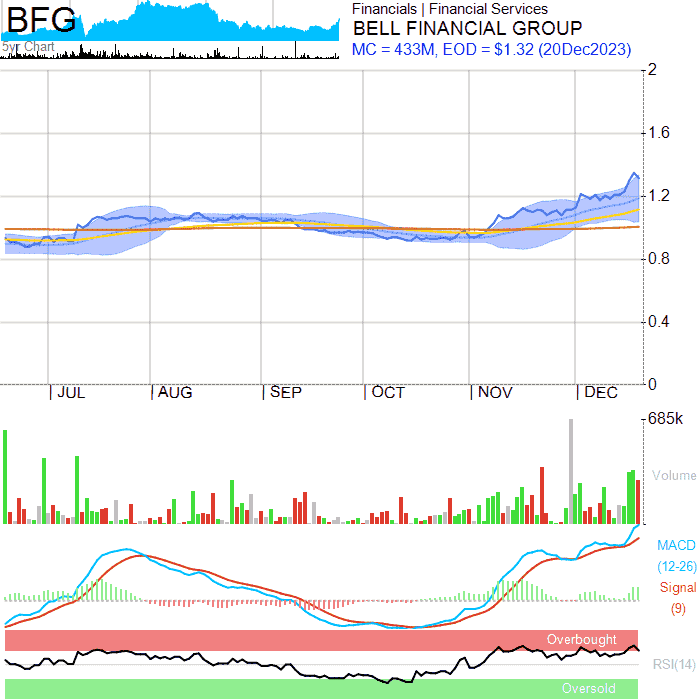 BFG
5yr Chart
Financials | Financial Services
BELL FINANCIAL GROUP
MC = 433M, EOD = $1.32 (20Dec2023)
2
1.6
1.2
0.8
0.4
0
| JUL | AUG | SEP | OCT | NOV | DEC
685k
Volume
MACD
(12-26)
Signal
(9)
Overbought
RSI(14)
Oversold